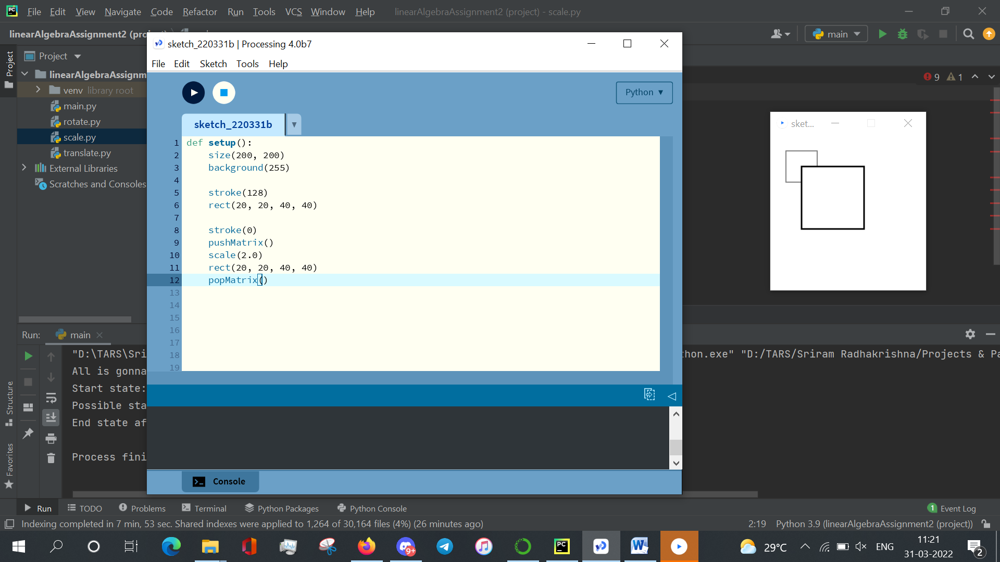 File Edit View Navigate Code Refactor Run Tools VCS Window Help linearAlgebraAssignment2 (project) - scale.py
linearAlgebraAssignment2
main
sketch_220331b | Processing 4.0b7
File Edit Sketch Tools Help
Project
Project
linearAlgebraAssignm
9 1
venv library root
main.py
rotate.py
scale.py
translate.py
External Libraries
Scratches and Consoles
Python
sketch_220331b
1 def setup():
2 size(200, 200)
3 background(255)
4
5 stroke(128)
6 rect(20, 20, 40, 40)
7
8 stroke(0)
9 pushMatrix()
10 scale(2.0)
11 rect(20, 20, 40, 40)
12 popMatrix()
13
14
15
16
17
18
19
sket...
Run: main
"D:\TARS\Sri thon.exe" "D:/TARS/Sriram Radhakrishna/Projects & Pa
All is gonna
Start state:
Possible sta
End state af
Process fini
Structure
Favorites
Console
Run TODO Problems Terminal Python Packages Python Console 1 Event Log
Indexing completed in 7 min, 53 sec. Shared indexes were applied to 1,264 of 30,164 files (4%) (26 minutes ago) 2:19 Python 3.9 (linearAlgebraAssignment2 (project))
PC
9+
PC
W
29°C
ENG
11:21
31-03-2022
2